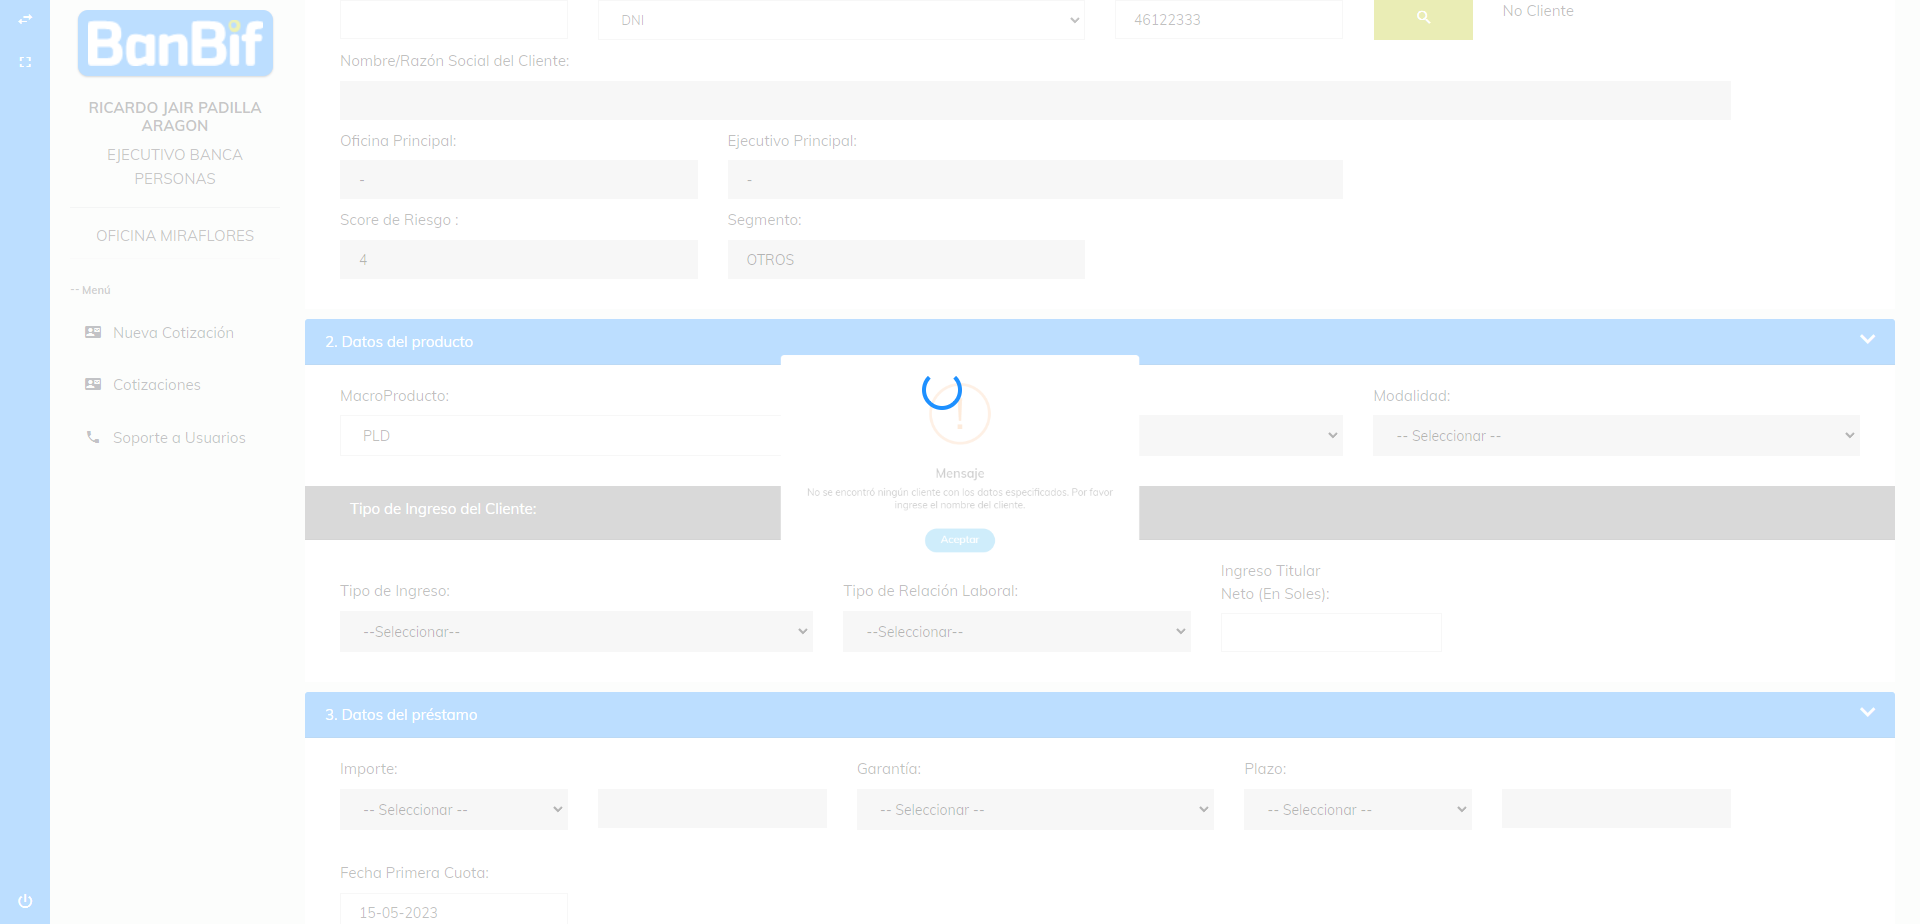 DNI
46122333
No Cliente
BanBif
RICARDO JAIR PADILLA
ARAGON
EJECUTIVO BANCA
PERSONAS
OFICINA MIRAFLORES
-- Menú
Nueva Cotización
Cotizaciones
Soporte a Usuarios
Nombre/Razón Social del Cliente:
Oficina Principal:
Ejecutivo Principal:
-
-
Score de Riesgo :
Segmento:
4
OTROS
2. Datos del producto
MacroProducto:
Modalidad:
PLD
-- Seleccionar --
Mensaje
No se encontró ningún cliente con los datos especificados. Por favor
ingrese el nombre del cliente.
Aceptar
Tipo de Ingreso del Cliente:
Tipo de Ingreso:
Tipo de Relación Laboral:
Ingreso Titular
Neto (En Soles):
--Seleccionar--
--Seleccionar--
3. Datos del préstamo
Importe:
Garantía:
Plazo:
-- Seleccionar --
-- Seleccionar --
-- Seleccionar --
Fecha Primera Cuota:
15-05-2023